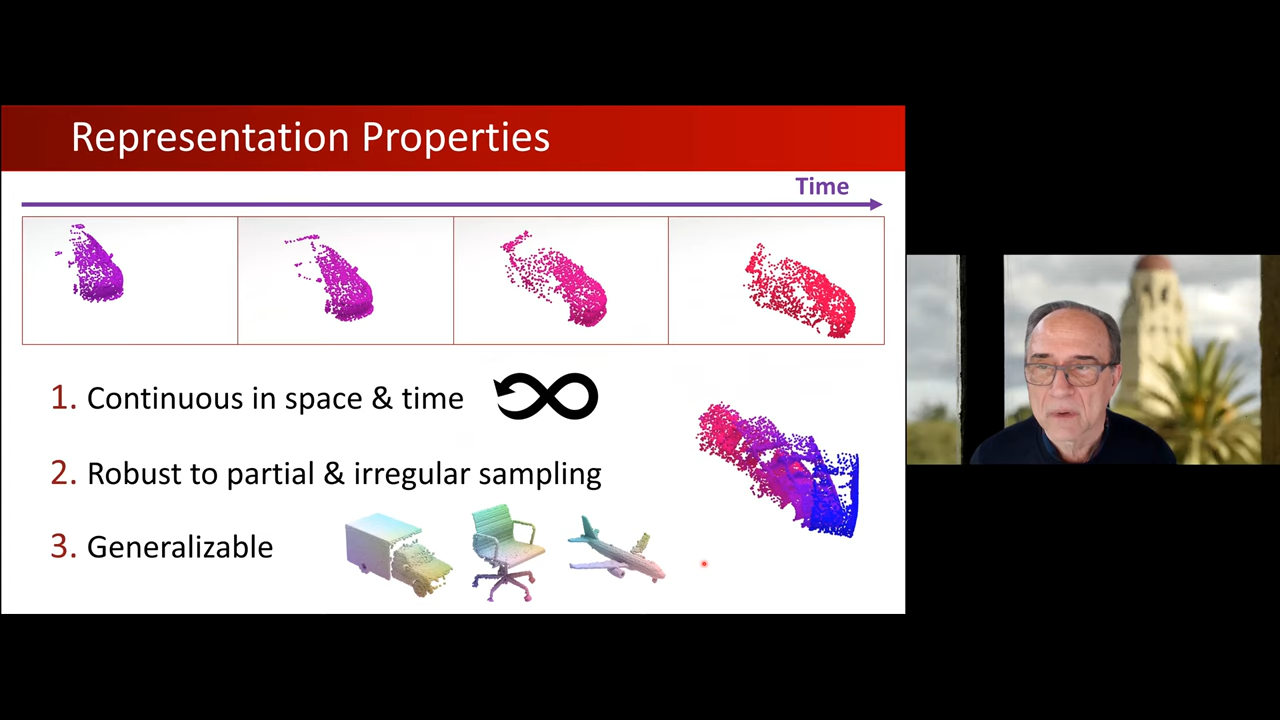 Representation Properties
Time
1. Continuous in space & time
2. Robust to partial & irregular sampling
3. Generalizable